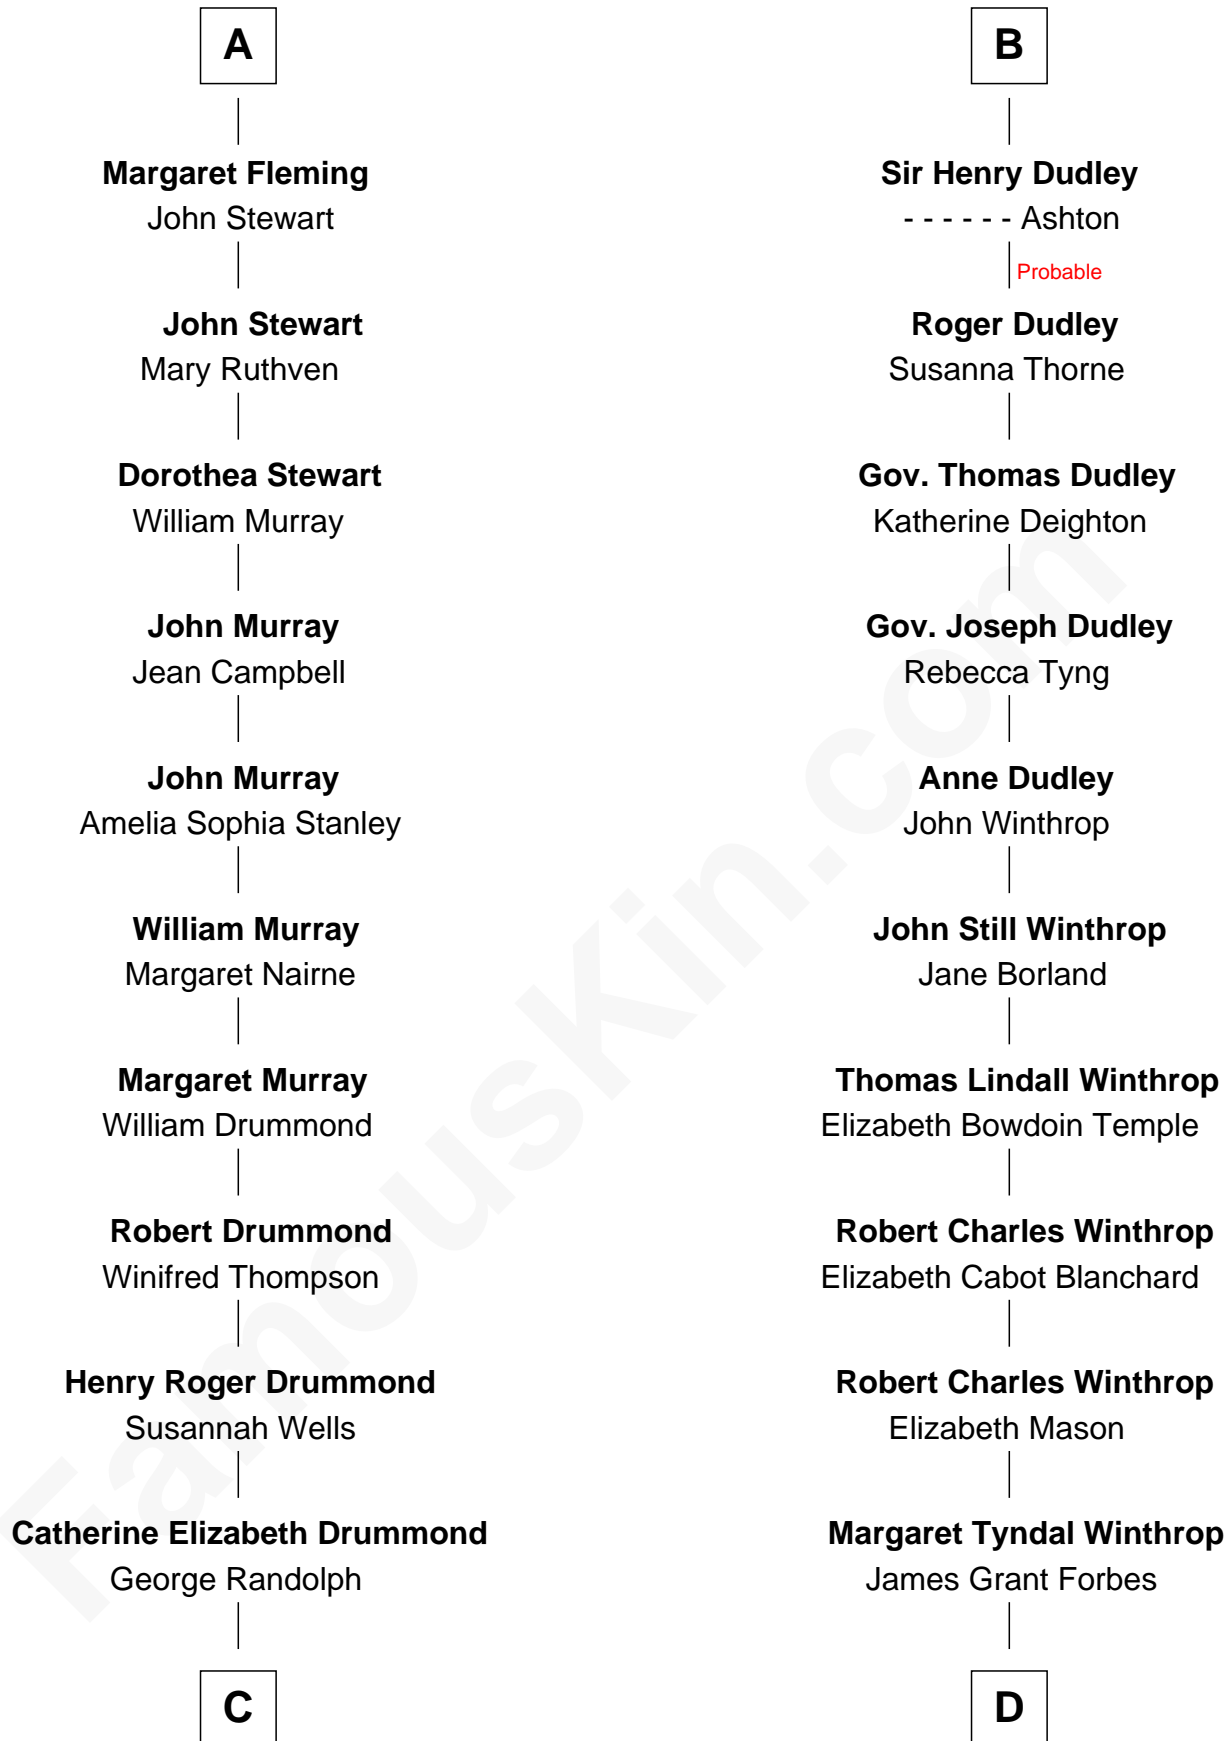 A
Margaret Fleming
John Stewart
John Stewart
Mary Ruthven
Dorothea Stewart
William Murray
John Murray
Jean Campbell
John Murray
Amelia Sophia Stanley
William Murray
Margaret Nairne
Margaret Murray
William Drummond
Robert Drummond
Winifred Thompson
Henry Roger Drummond
Susannah Wells
Catherine Elizabeth Drummond
George Randolph
C
B
Sir Henry Dudley
- - - - - - Ashton
Probable
Roger Dudley
Susanna Thorne
Gov. Thomas Dudley
Katherine Deighton
Gov. Joseph Dudley
Rebecca Tyng
Anne Dudley
John Winthrop
John Still Winthrop
Jane Borland
Thomas Lindall Winthrop
Elizabeth Bowdoin Temple
Robert Charles Winthrop
Elizabeth Cabot Blanchard
Robert Charles Winthrop
Elizabeth Mason
Margaret Tyndal Winthrop
James Grant Forbes
D
FamousKin.com